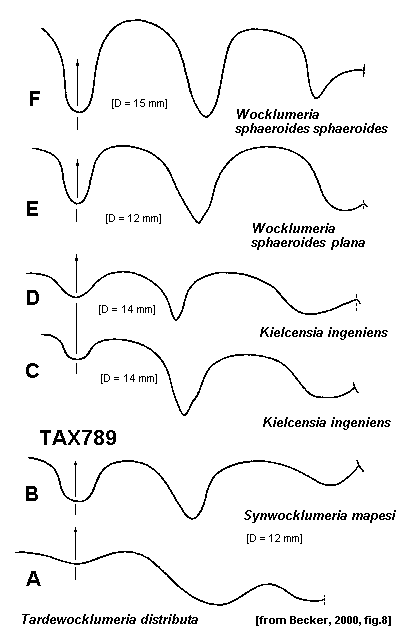 F
[D = 15 mm]
Wocklumeria
sphaeroides sphaeroides
E
[D = 12 mm]
Wocklumeria
sphaeroides plana
D
[D = 14 mm]
Kielcensia ingeniens
C
[D = 14 mm]
Kielcensia ingeniens
TAX789
B
Synwocklumeria mapesi
[D = 12 mm]
A
Tardewocklumeria distributa
[from Becker, 2000, fig.8]